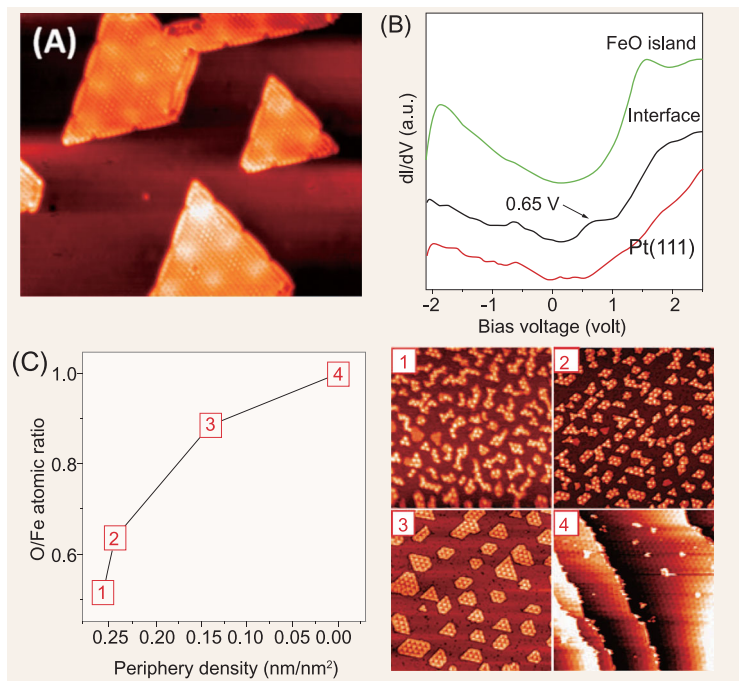 (A)
(B)
FeO island
Interface
0.65 V
Pt(111)
dI/dV (a.u.)
-2
-1
0
1
2
Bias voltage (volt)
(C)
1.0
0.8
0.6
O/Fe atomic ratio
1
2
3
4
0.25
0.20
0.15
0.10
0.05
0.00
Periphery density (nm/nm²)
1
2
3
4